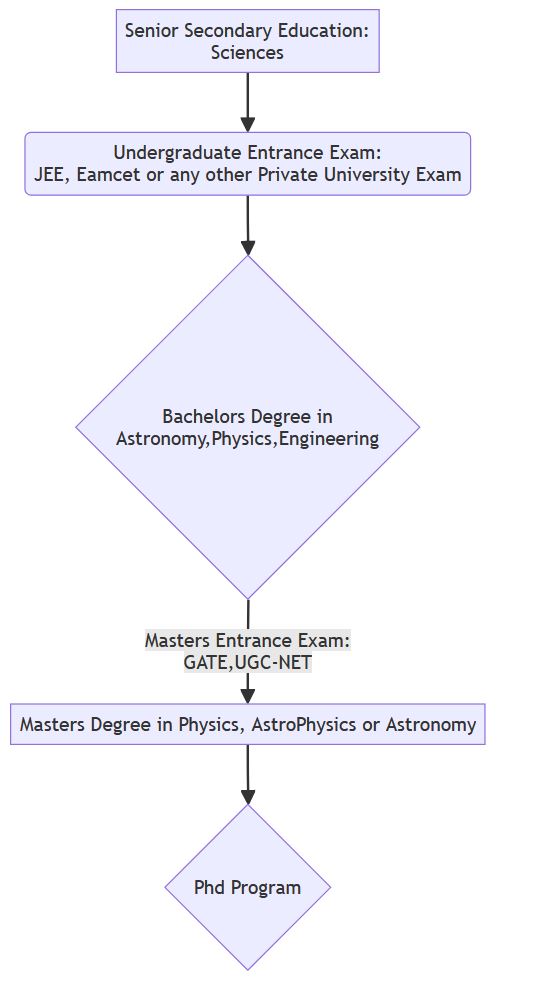 Senior Secondary Education:
Sciences
Undergraduate Entrance Exam:
JEE, Eamcet or any other Private University Exam
Bachelors Degree in
Astronomy,Physics,Engineering
Masters Entrance Exam:
GATE,UGC-NET
Masters Degree in Physics, AstroPhysics or Astronomy
Phd Program